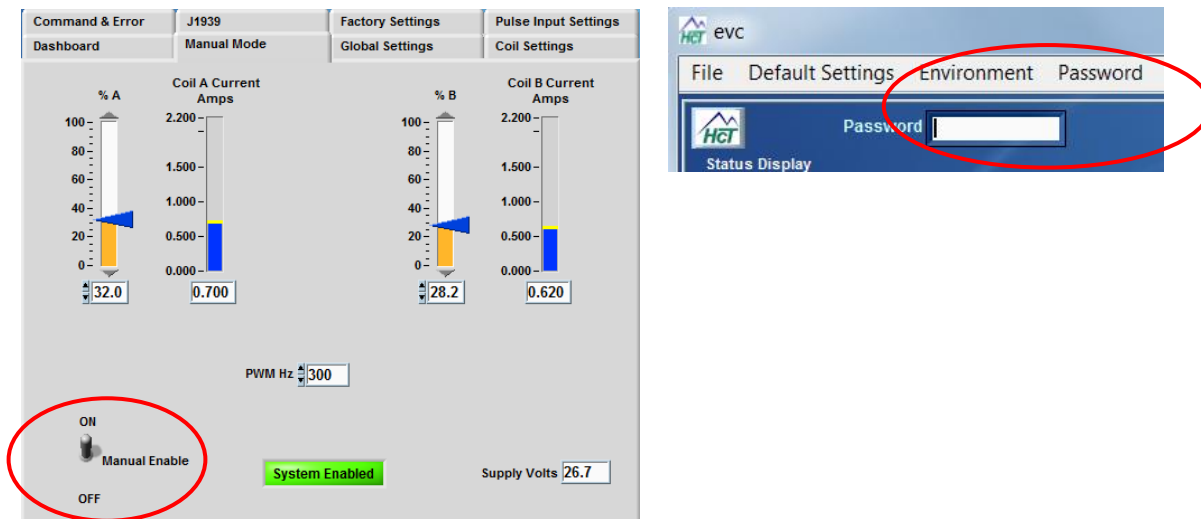 Command & Error J1939 Factory Settings Pulse Input Settings
Dashboard Manual Mode Global Settings Coil Settings
% A Coil A Current Amps % B Coil B Current Amps
100 2.200 100 2.200
80 80
1.500 1.500
60 60
40 1.000 40 1.000
20 0.500 20 0.500
0 0.000 0 0.000
32.0 0.700 28.2 0.620
PWM Hz 300
ON
Manual Enable
System Enabled Supply Volts 26.7
OFF
HCT evc
File Default Settings Environment Password
HCT Password
Status Display